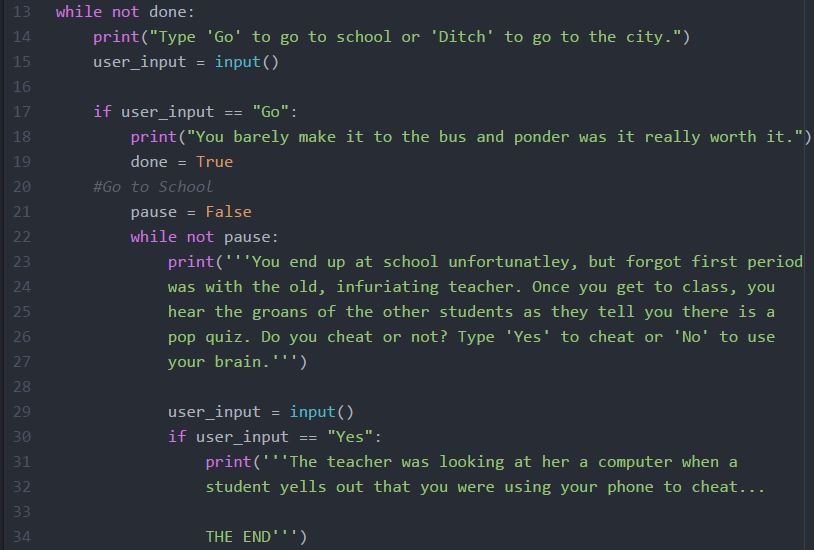 13 while not done:
14     print("Type 'Go' to go to school or 'Ditch' to go to the city.")
15     user_input = input()
16
17     if user_input == "Go":
18         print("You barely make it to the bus and ponder was it really worth it.")
19         done = True
20     #Go to School
21         pause = False
22         while not pause:
23             print('''You end up at school unfortunatley, but forgot first period
24             was with the old, infuriating teacher. Once you get to class, you
25             hear the groans of the other students as they tell you there is a
26             pop quiz. Do you cheat or not? Type 'Yes' to cheat or 'No' to use
27             your brain.''')
28
29             user_input = input()
30             if user_input == "Yes":
31                 print('''The teacher was looking at her a computer when a
32                 student yells out that you were using your phone to cheat...
33
34                 THE END''')